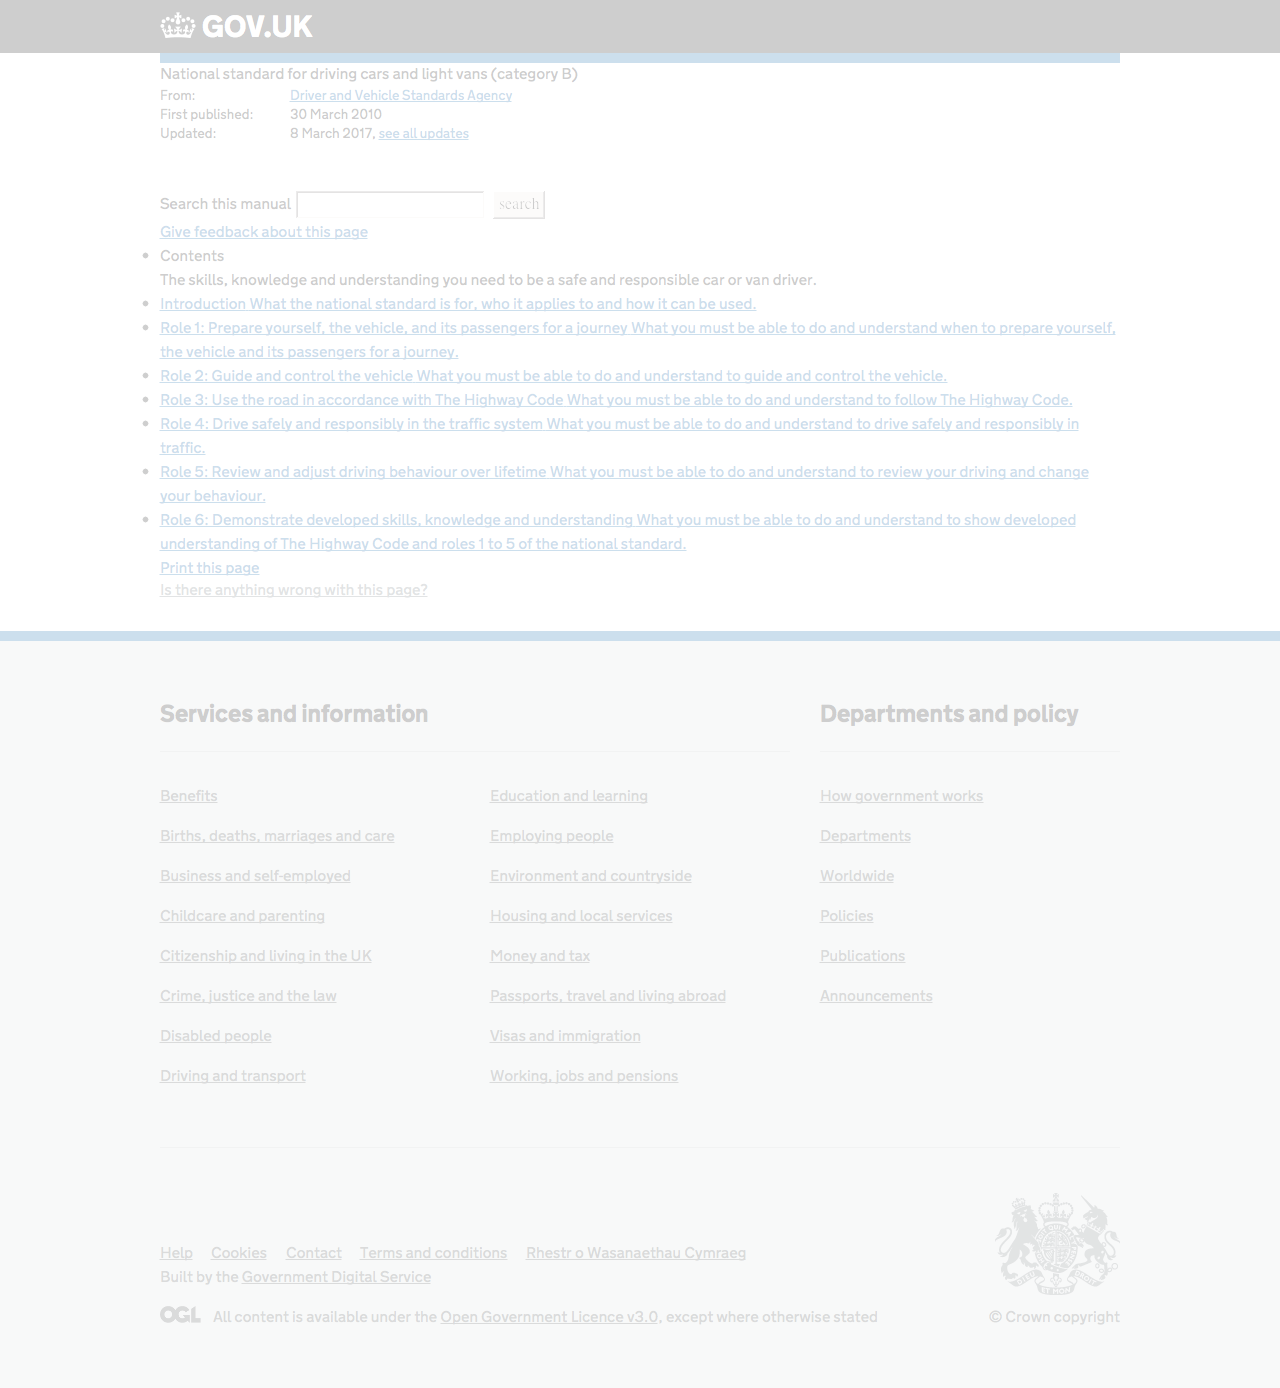 GOV.UK
National standard for driving cars and light vans (category B)
From: Driver and Vehicle Standards Agency
First published: 30 March 2010
Updated: 8 March 2017, see all updates
Search this manual search
Give feedback about this page
Contents
The skills, knowledge and understanding you need to be a safe and responsible car or van driver.
Introduction What the national standard is for, who it applies to and how it can be used.
Role 1: Prepare yourself, the vehicle, and its passengers for a journey What you must be able to do and understand when to prepare yourself,
the vehicle and its passengers for a journey.
Role 2: Guide and control the vehicle What you must be able to do and understand to guide and control the vehicle.
Role 3: Use the road in accordance with The Highway Code What you must be able to do and understand to follow The Highway Code.
Role 4: Drive safely and responsibly in the traffic system What you must be able to do and understand to drive safely and responsibly in
traffic.
Role 5: Review and adjust driving behaviour over lifetime What you must be able to do and understand to review your driving and change
your behaviour.
Role 6: Demonstrate developed skills, knowledge and understanding What you must be able to do and understand to show developed
understanding of The Highway Code and roles 1 to 5 of the national standard.
Print this page
Is there anything wrong with this page?
Services and information
Benefits
Births, deaths, marriages and care
Business and self-employed
Childcare and parenting
Citizenship and living in the UK
Crime, justice and the law
Disabled people
Driving and transport
Education and learning
Employing people
Environment and countryside
Housing and local services
Money and tax
Passports, travel and living abroad
Visas and immigration
Working, jobs and pensions
Departments and policy
How government works
Departments
Worldwide
Policies
Publications
Announcements
Help Cookies Contact Terms and conditions Rhestr o Wasanaethau Cymraeg
Built by the Government Digital Service
OGL All content is available under the Open Government Licence v3.0, except where otherwise stated
© Crown copyright